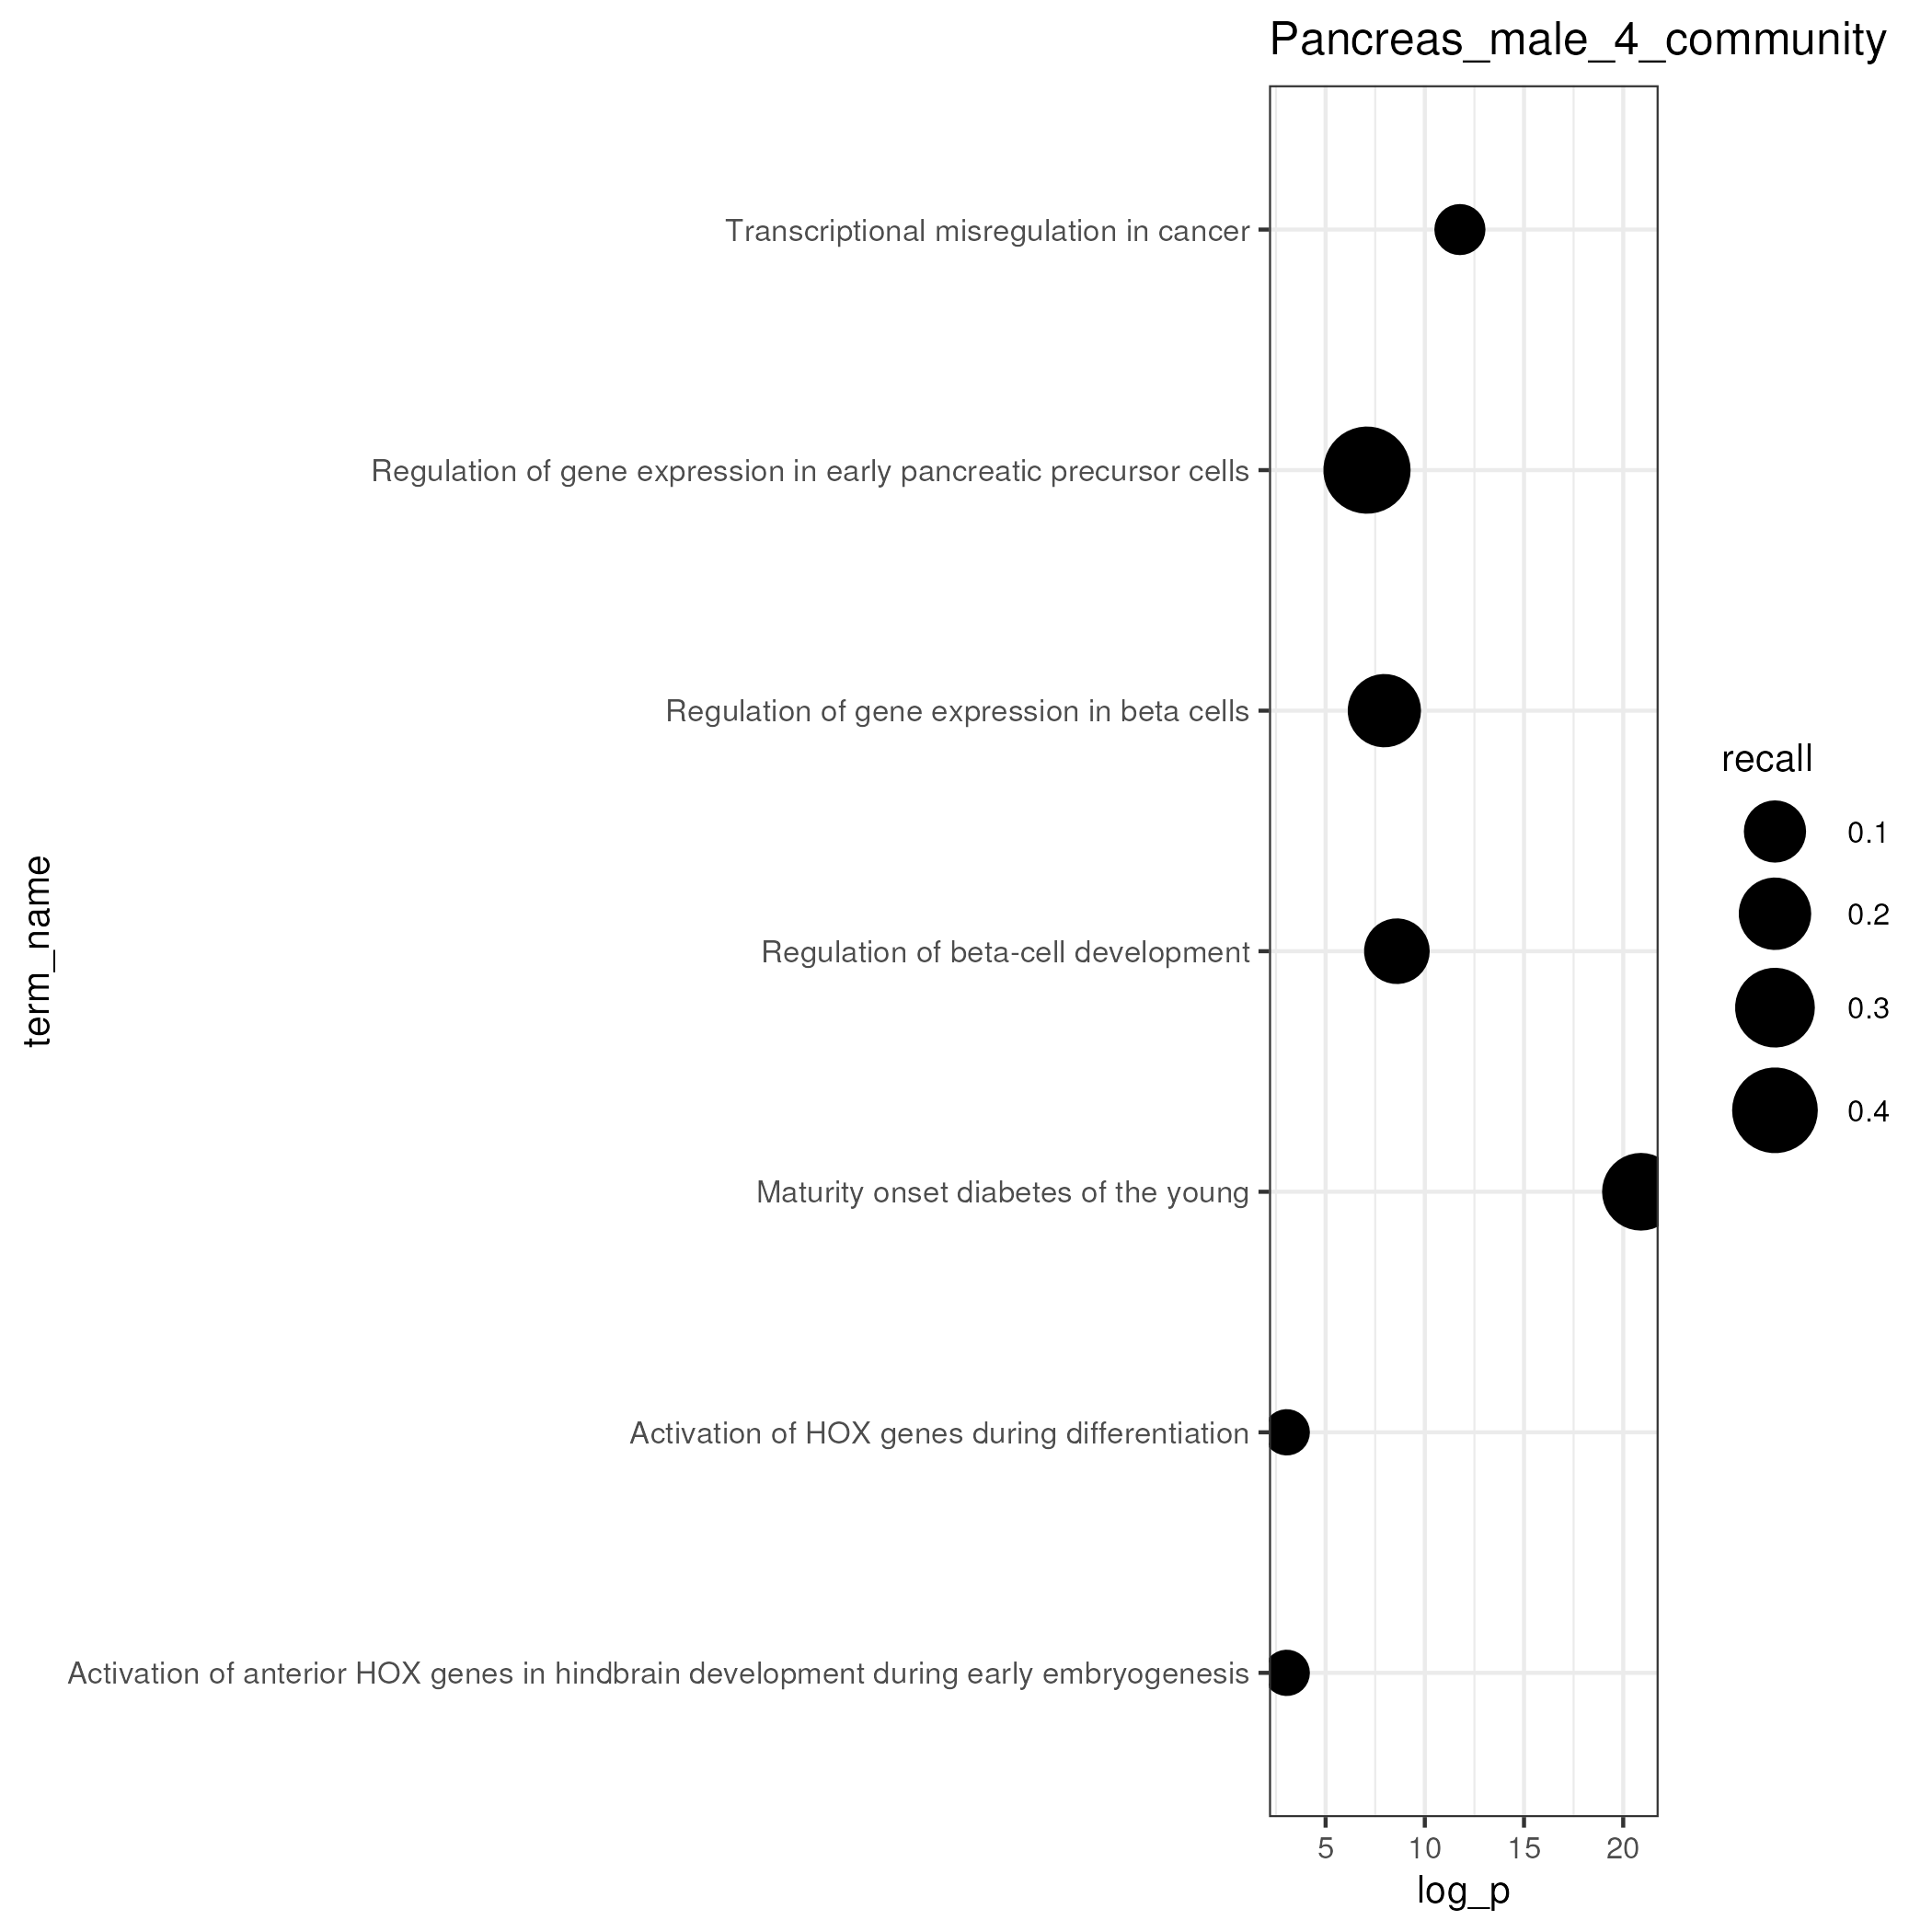 Pancreas_male_4_community
Transcriptional misregulation in cancer
Regulation of gene expression in early pancreatic precursor cells
Regulation of gene expression in beta cells
Regulation of beta-cell development
Maturity onset diabetes of the young
Activation of HOX genes during differentiation
Activation of anterior HOX genes in hindbrain development during early embryogenesis
term_name
5 10 15 20
log_p
recall
0.1
0.2
0.3
0.4